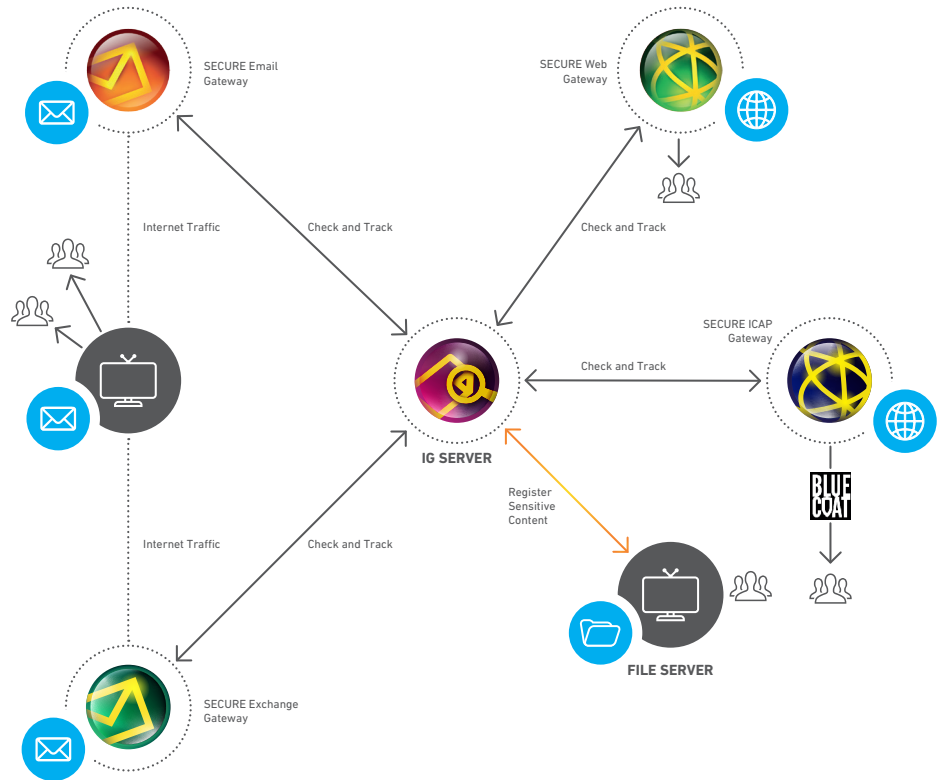 SECURE Email
Gateway
SECURE Web
Gateway
Internet Traffic
Check and Track
Check and Track
SECURE ICAP
Gateway
Check and Track
IG SERVER
Register
Sensitive
Content
BLUE
COAT
Internet Traffic
Check and Track
FILE SERVER
SECURE Exchange
Gateway